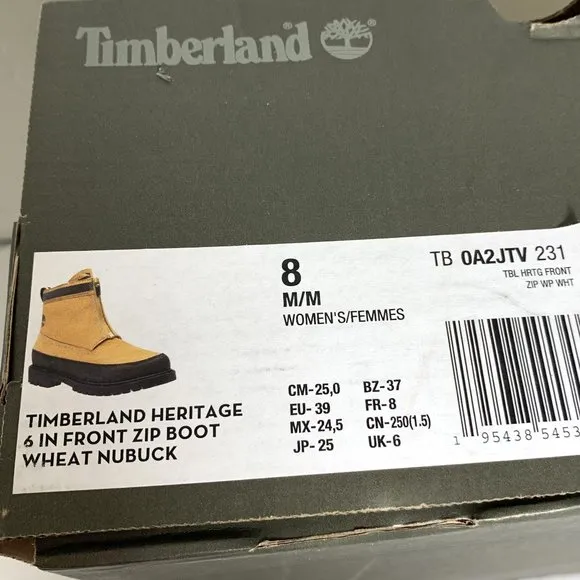 Timberland
8
M/M
WOMEN'S/FEMMES
TB 0A2JTV 231
TBL HRTG FRONT
ZIP WP WHT
TIMBERLAND HERITAGE
6 IN FRONT ZIP BOOT
WHEAT NUBUCK
CM-25,0 BZ-37
EU- 39 FR-8
MX-24,5 CN-250(1.5)
JP- 25 UK-6
1 95438 5453